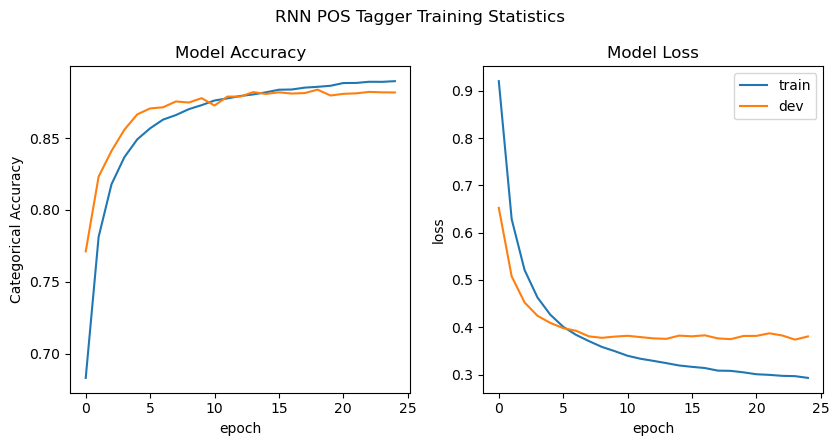 RNN POS Tagger Training Statistics
Model Accuracy
Categorical Accuracy
0.85
0.80
0.75
0.70
0 5 10 15 20 25
epoch
Model Loss
train
dev
loss
0.9
0.8
0.7
0.6
0.5
0.4
0.3
0 5 10 15 20 25
epoch